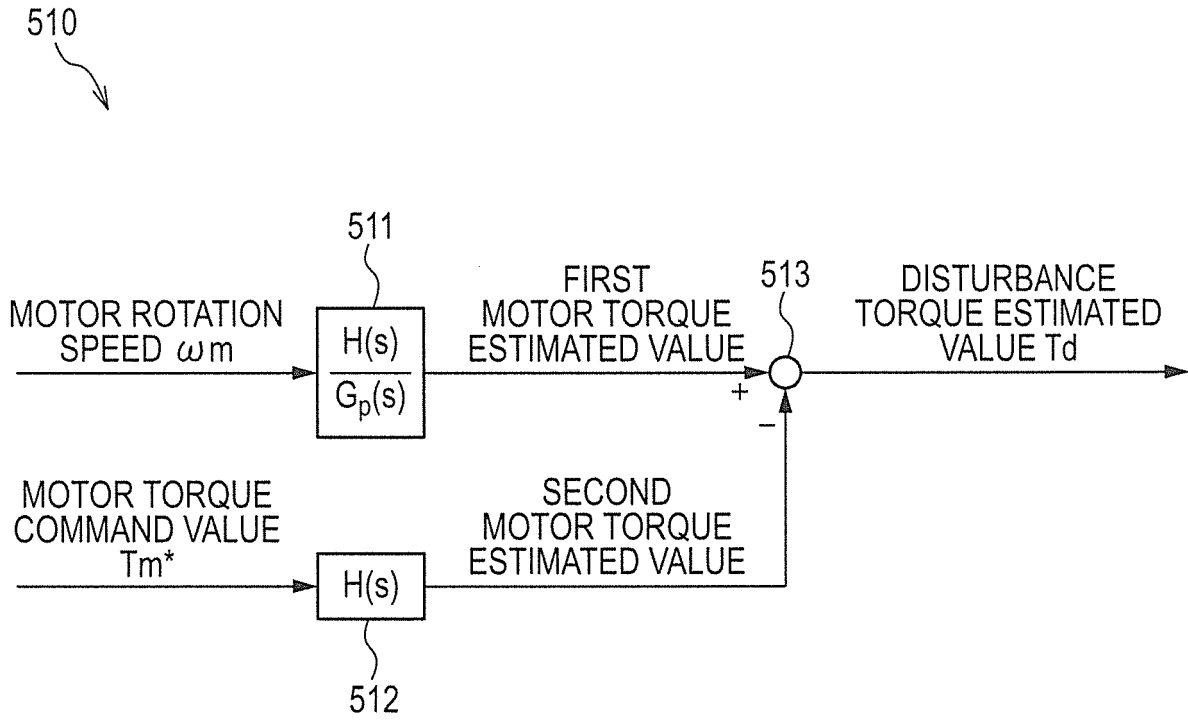 510
511
MOTOR ROTATION
SPEED ωm
H(s)
Gp(s)
FIRST
MOTOR TORQUE
ESTIMATED VALUE
+
−
513
DISTURBANCE
TORQUE ESTIMATED
VALUE Td
MOTOR TORQUE
COMMAND VALUE
Tm*
H(s)
512
SECOND
MOTOR TORQUE
ESTIMATED VALUE